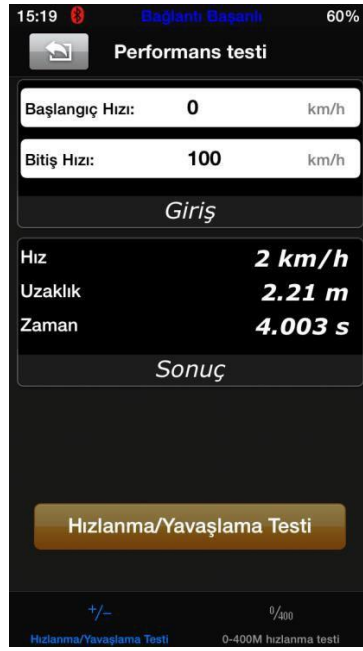 15:19 Bağlantı Başarılı 60%
Performans testi
Başlangıç Hızı: 0 km/h
Bitiş Hızı: 100 km/h
Giriş
Hız 2 km/h
Uzaklık 2.21 m
Zaman 4.003 s
Sonuç
Hızlanma/Yavaşlama Testi
+/− 0/400
Hızlanma/Yavaşlama Testi 0-400M hızlanma testi